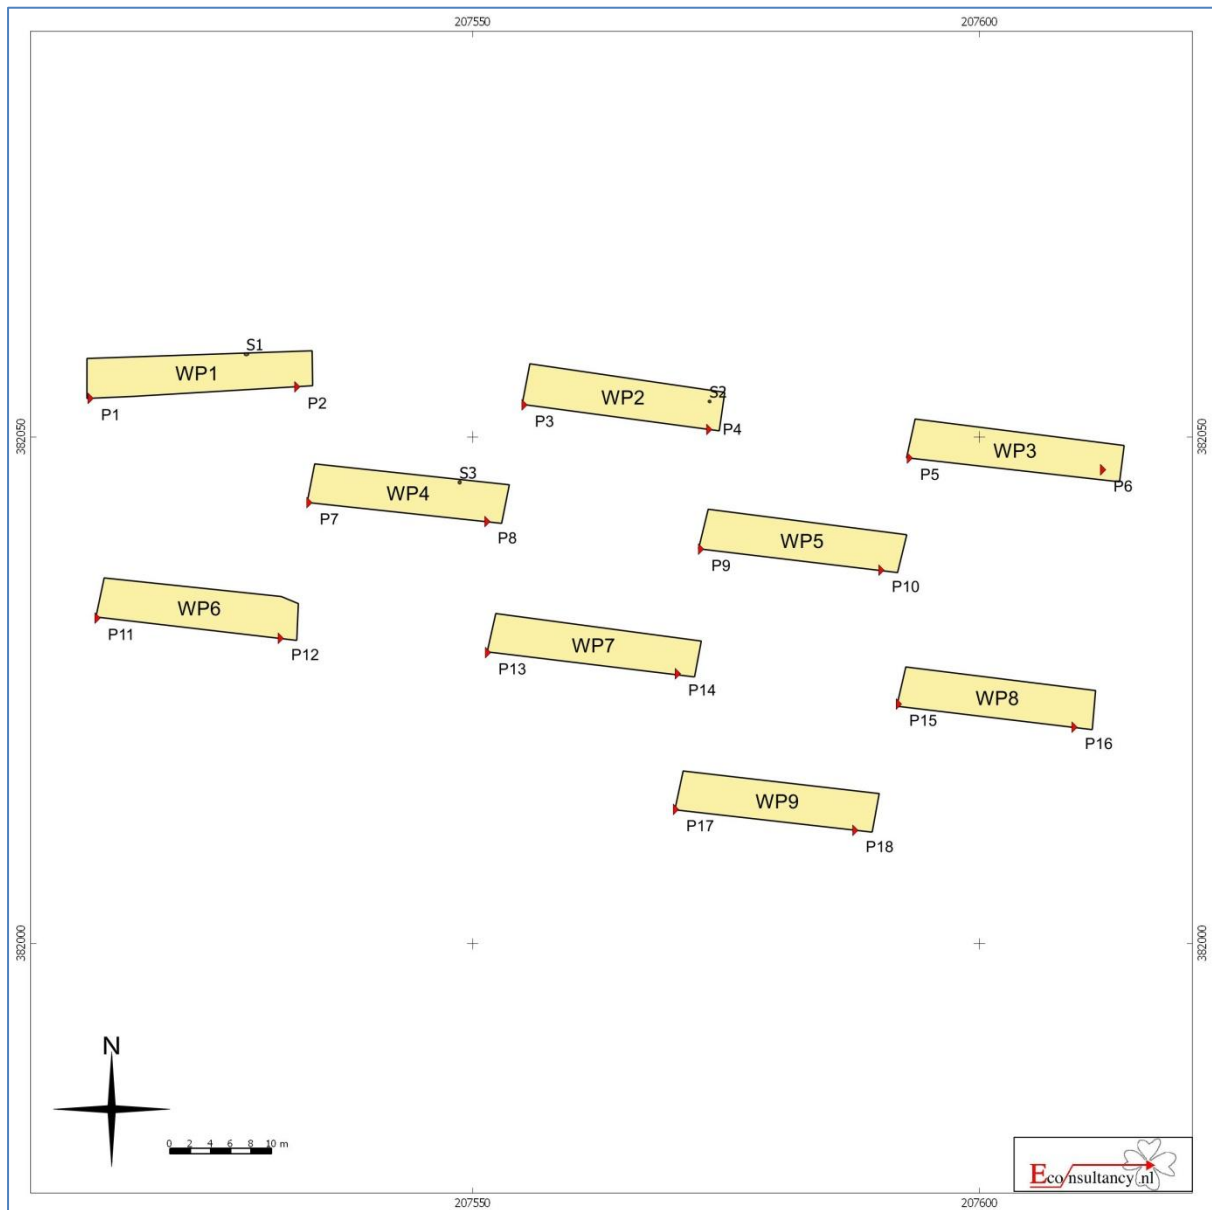 207550 207600
S1
WP1
P1 P2
WP2
S2
P3 P4
WP3
P5 P6
382050 382050
S3
WP4
P7 P8
WP5
P9 P10
WP6
P11 P12
WP7
P13 P14
WP8
P15 P16
WP9
P17 P18
382000 382000
N
0 2 4 6 8 10 m
Econsultancy.nl
207550 207600